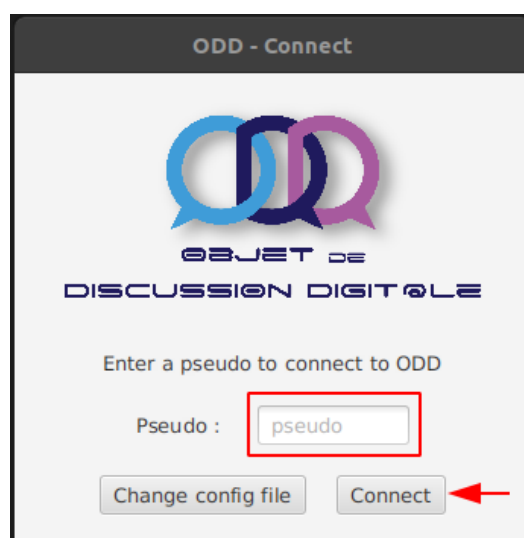 ODD - Connect
OBJET DE
DISCUSSION DIGIT@LE
Enter a pseudo to connect to ODD
Pseudo : pseudo
Change config file Connect